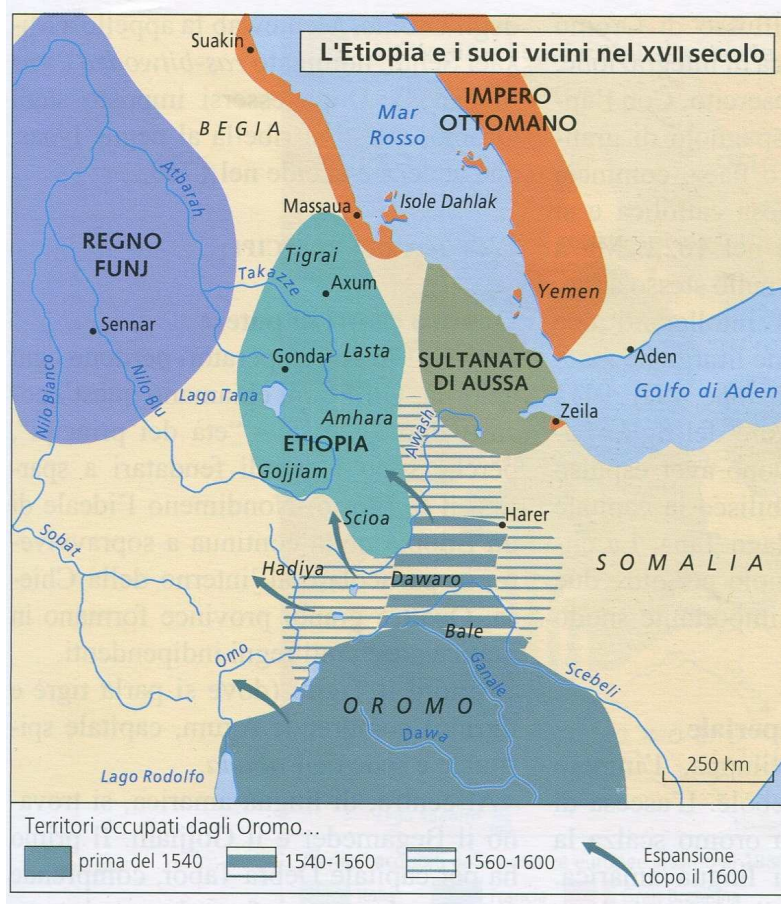 L'Etiopia e i suoi vicini nel XVII secolo
Suakin
IMPERO
OTTOMANO
BEGIA
Mar
Rosso
Atbarah
Isole Dahlak
Massaua
REGNO
FUNJ
Tigrai
Takazze
Axum
Yemen
Sennar
Gondar
Lasta
SULTANATO
DI AUSSA
Aden
Nilo Bianco
Nilo Blu
Lago Tana
Golfo di Aden
Amhara
Awash
Zeila
ETIOPIA
Gojjiam
Scioa
Harer
Sobat
Hadiya
Dawaro
SOMALIA
Bale
Omo
Ganale
Scebeli
OROMO
Dawa
Lago Rodolfo
250 km
Territori occupati dagli Oromo...
prima del 1540
1540-1560
1560-1600
Espansione
dopo il 1600